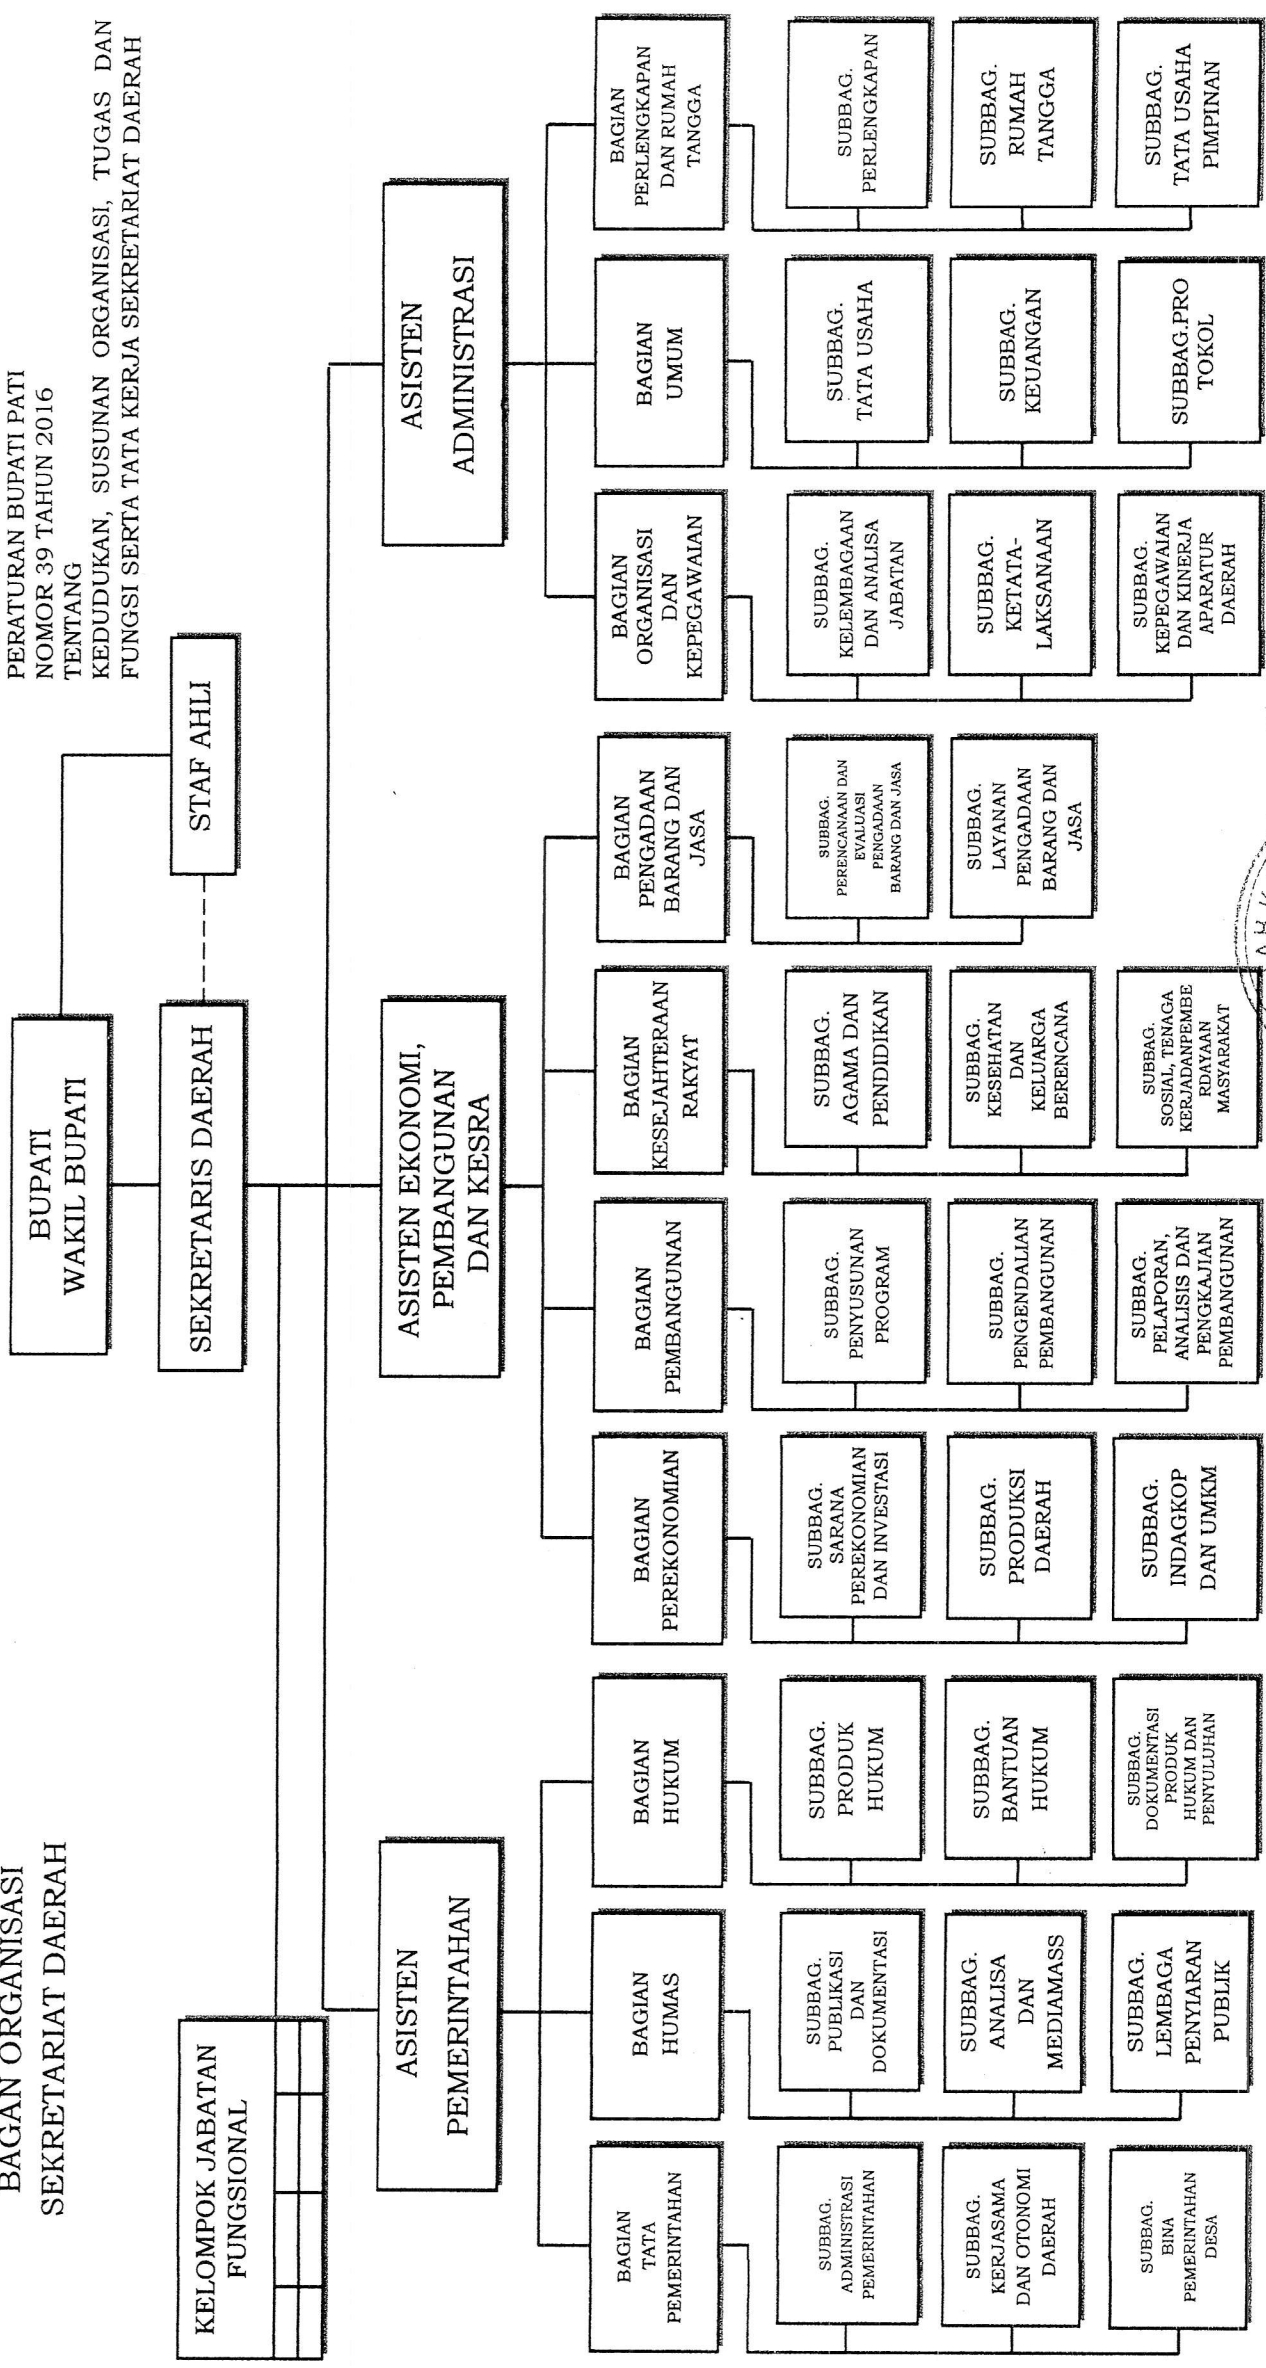 BAGAN ORGANISASI
SEKRETARIAT DAERAH
PERATURAN BUPATI PATI
NOMOR 39 TAHUN 2016
TENTANG
KEDUDUKAN, SUSUNAN ORGANISASI, TUGAS DAN
FUNGSI SERTA TATA KERJA SEKRETARIAT DAERAH
BUPATI
WAKIL BUPATI
SEKRETARIS DAERAH
STAF AHLI
KELOMPOK JABATAN
FUNGSIONAL
ASISTEN
PEMERINTAHAN
ASISTEN EKONOMI,
PEMBANGUNAN
DAN KESRA
ASISTEN
ADMINISTRASI
BAGIAN
TATA
PEMERINTAHAN
BAGIAN
HUMAS
BAGIAN
HUKUM
BAGIAN
PEREKONOMIAN
BAGIAN
PEMBANGUNAN
BAGIAN
KESEJAHTERAAN
RAKYAT
BAGIAN
PENGADAAN
BARANG DAN
JASA
BAGIAN
ORGANISASI
DAN
KEPEGAWAIAN
BAGIAN
UMUM
BAGIAN
PERLENGKAPAN
DAN RUMAH
TANGGA
SUBBAG.
ADMINISTRASI
PEMERINTAHAN
SUBBAG.
PUBLIKASI
DAN
DOKUMENTASI
SUBBAG.
PRODUK
HUKUM
SUBBAG.
SARANA
PEREKONOMIAN
DAN INVESTASI
SUBBAG.
PENYUSUNAN
PROGRAM
SUBBAG.
AGAMA DAN
PENDIDIKAN
SUBBAG.
PERENCANAAN DAN
EVALUASI
PENGADAAN
BARANG DAN JASA
SUBBAG.
KELEMBAGAAN
DAN ANALISA
JABATAN
SUBBAG.
TATA USAHA
SUBBAG.
PERLENGKAPAN
SUBBAG.
KERJASAMA
DAN OTONOMI
DAERAH
SUBBAG.
ANALISA
DAN
MEDIAMASS
SUBBAG.
BANTUAN
HUKUM
SUBBAG.
PRODUKSI
DAERAH
SUBBAG.
PENGENDALIAN
PEMBANGUNAN
SUBBAG.
KESEHATAN
DAN
KELUARGA
BERENCANA
SUBBAG.
LAYANAN
PENGADAAN
BARANG DAN
JASA
SUBBAG.
KETATA-
LAKSANAAN
SUBBAG.
KEUANGAN
SUBBAG.
RUMAH
TANGGA
SUBBAG.
BINA
PEMERINTAHAN
DESA
SUBBAG.
LEMBAGA
PENYIARAN
PUBLIK
SUBBAG.
DOKUMENTASI
PRODUK
HUKUM DAN
PENYULUHAN
SUBBAG.
INDAGKOP
DAN UMKM
SUBBAG.
PELAPORAN,
ANALISIS DAN
PENGKAJIAN
PEMBANGUNAN
SUBBAG.
SOSIAL, TENAGA
KERJADANPEMBE
RDAYAAN
MASYARAKAT
SUBBAG.
KEPEGAWAIAN
DAN KINERJA
APARATUR
DAERAH
SUBBAG.PRO
TOKOL
SUBBAG.
TATA USAHA
PIMPINAN